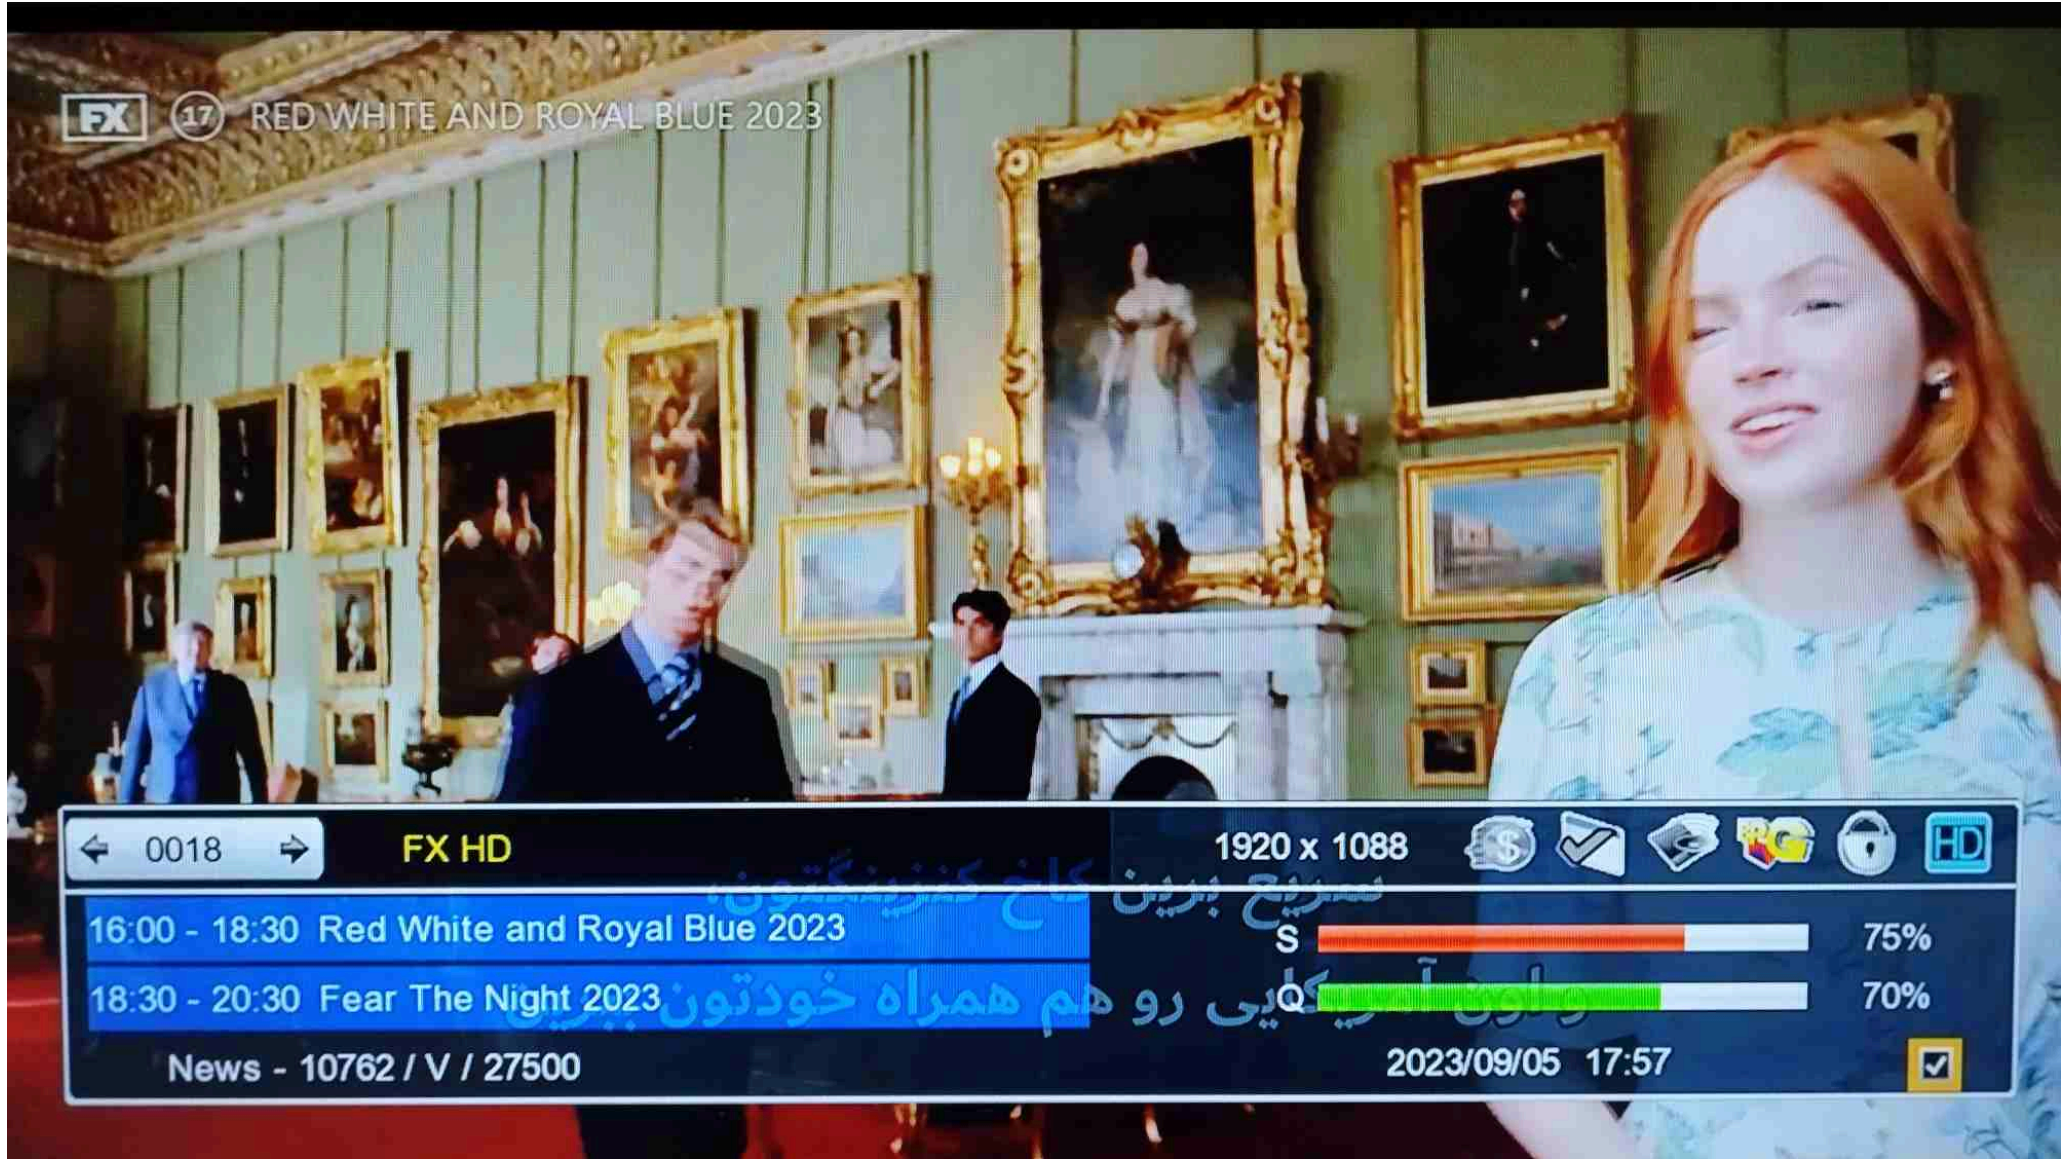 FX 17 RED WHITE AND ROYAL BLUE 2023
0018 FX HD 1920 x 1088 $ G HD
سریع برین کاخ کنزینگتون،
16:00 - 18:30 Red White and Royal Blue 2023
S 75%
و اون آمریکایی رو هم همراه خودتون ببرین
18:30 - 20:30 Fear The Night 2023
Q 70%
News - 10762 / V / 27500 2023/09/05 17:57